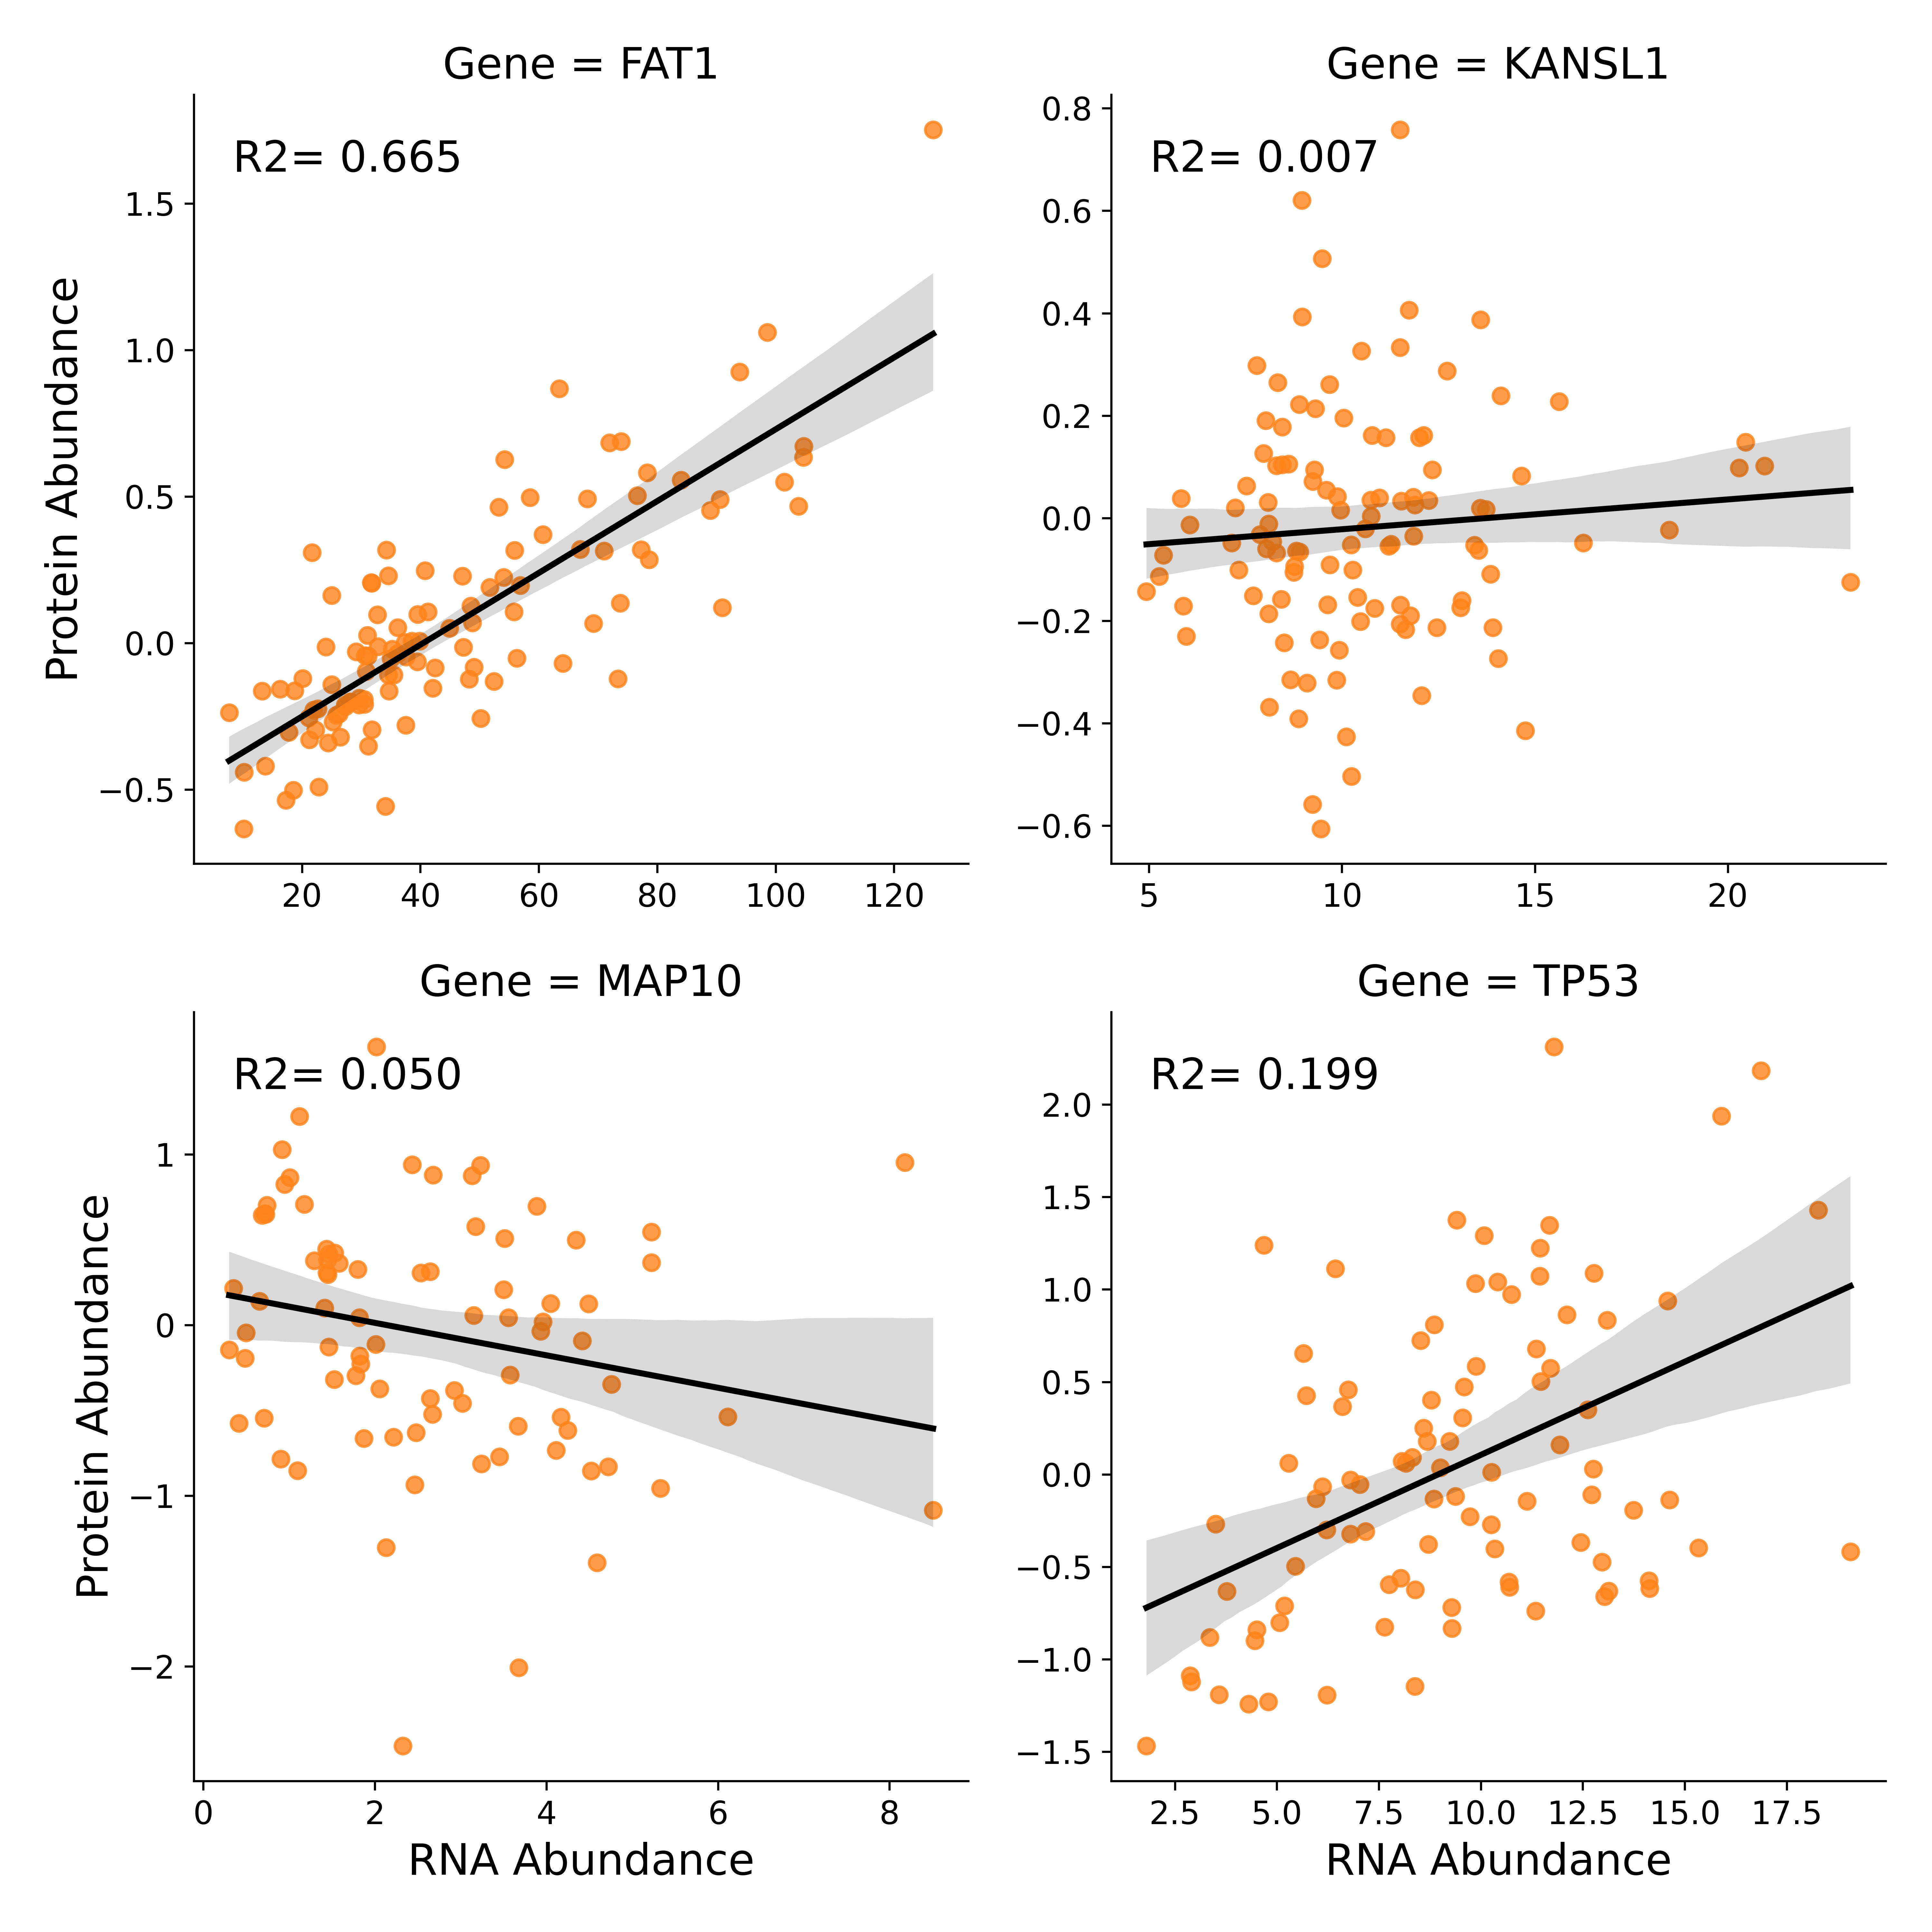 Gene = FAT1
R2= 0.665
Protein Abundance
1.5
1.0
0.5
0.0
−0.5
20 40 60 80 100 120
Gene = KANSL1
R2= 0.007
0.8
0.6
0.4
0.2
0.0
−0.2
−0.4
−0.6
5 10 15 20
Gene = MAP10
R2= 0.050
Protein Abundance
1
0
−1
−2
0 2 4 6 8
RNA Abundance
Gene = TP53
R2= 0.199
2.0
1.5
1.0
0.5
0.0
−0.5
−1.0
−1.5
2.5 5.0 7.5 10.0 12.5 15.0 17.5
RNA Abundance